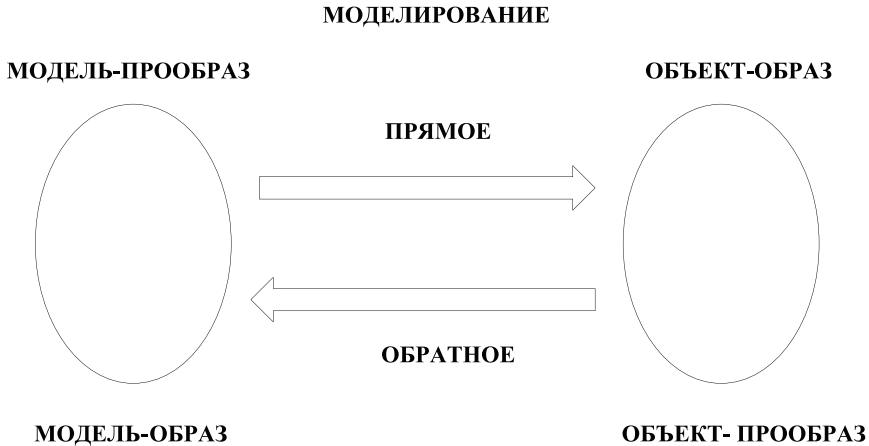 МОДЕЛИРОВАНИЕ
МОДЕЛЬ-ПРООБРАЗ
ОБЪЕКТ-ОБРАЗ
ПРЯМОЕ
ОБРАТНОЕ
МОДЕЛЬ-ОБРАЗ
ОБЪЕКТ- ПРООБРАЗ